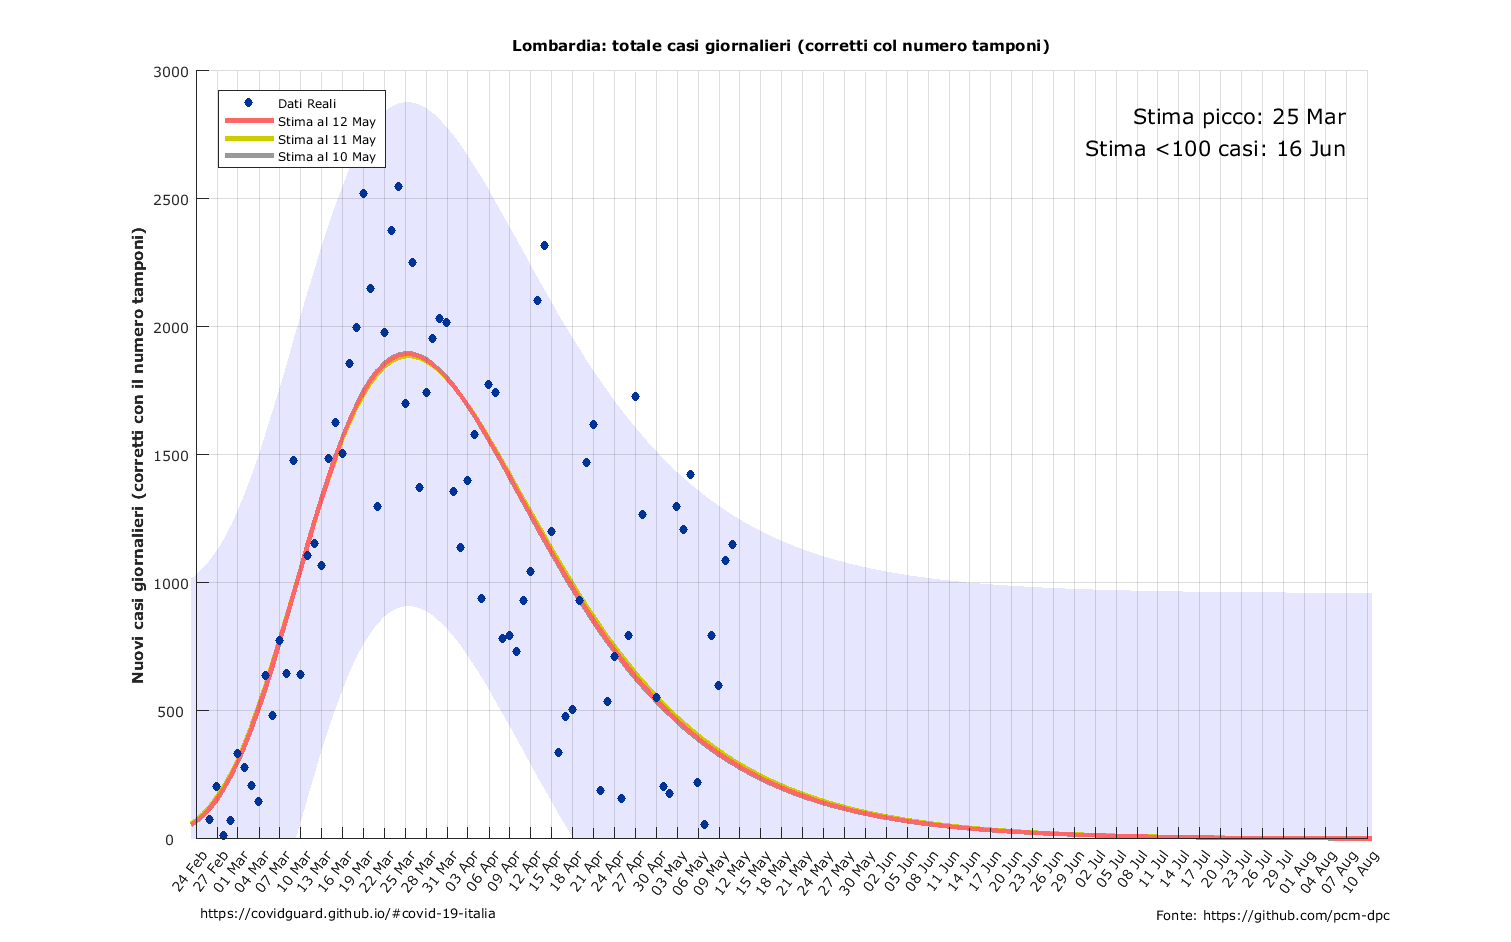 Lombardia: totale casi giornalieri (corretti col numero tamponi)
Dati Reali
Stima al 12 May
Stima al 11 May
Stima al 10 May
Stima picco: 25 Mar
Stima <100 casi: 16 Jun
Nuovi casi giornalieri (corretti con il numero tamponi)
3000
2500
2000
1500
1000
500
0
24 Feb
27 Feb
01 Mar
04 Mar
07 Mar
10 Mar
13 Mar
16 Mar
19 Mar
22 Mar
25 Mar
28 Mar
31 Mar
03 Apr
06 Apr
09 Apr
12 Apr
15 Apr
18 Apr
21 Apr
24 Apr
27 Apr
30 Apr
03 May
06 May
09 May
12 May
15 May
18 May
21 May
24 May
27 May
30 May
02 Jun
05 Jun
08 Jun
11 Jun
14 Jun
17 Jun
20 Jun
23 Jun
26 Jun
29 Jun
02 Jul
05 Jul
08 Jul
11 Jul
14 Jul
17 Jul
20 Jul
23 Jul
26 Jul
29 Jul
01 Aug
04 Aug
07 Aug
10 Aug
https://covidguard.github.io/#covid-19-italia
Fonte: https://github.com/pcm-dpc